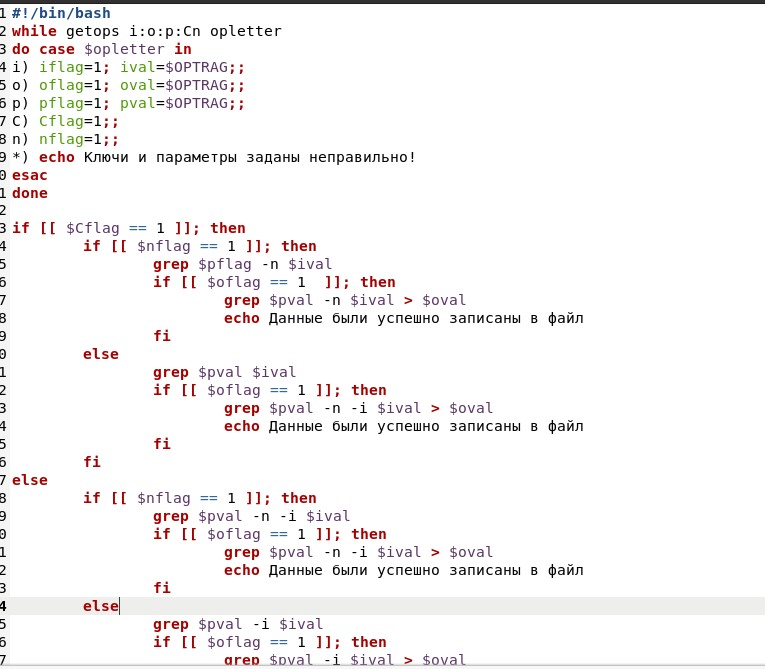 1 #!/bin/bash
2 while getops i:o:p:Cn opletter
3 do case $opletter in
4 i) iflag=1; ival=$OPTRAG;;
5 o) oflag=1; oval=$OPTRAG;;
6 p) pflag=1; pval=$OPTRAG;;
7 C) Cflag=1;;
8 n) nflag=1;;
9 *) echo Ключи и параметры заданы неправильно!
0 esac
1 done
2
3 if [[ $Cflag == 1 ]]; then
4 if [[ $nflag == 1 ]]; then
5 grep $pflag -n $ival
6 if [[ $oflag == 1  ]]; then
7 grep $pval -n $ival > $oval
8 echo Данные были успешно записаны в файл
9 fi
0 else
1 grep $pval $ival
2 if [[ $oflag == 1 ]]; then
3 grep $pval -n -i $ival > $oval
4 echo Данные были успешно записаны в файл
5 fi
6 fi
7 else
8 if [[ $nflag == 1 ]]; then
9 grep $pval -n -i $ival
0 if [[ $oflag == 1 ]]; then
1 grep $pval -n -i $ival > $oval
2 echo Данные были успешно записаны в файл
3 fi
4 else
5 grep $pval -i $ival
6 if [[ $oflag == 1 ]]; then
7 grep $pval -i $ival > $oval